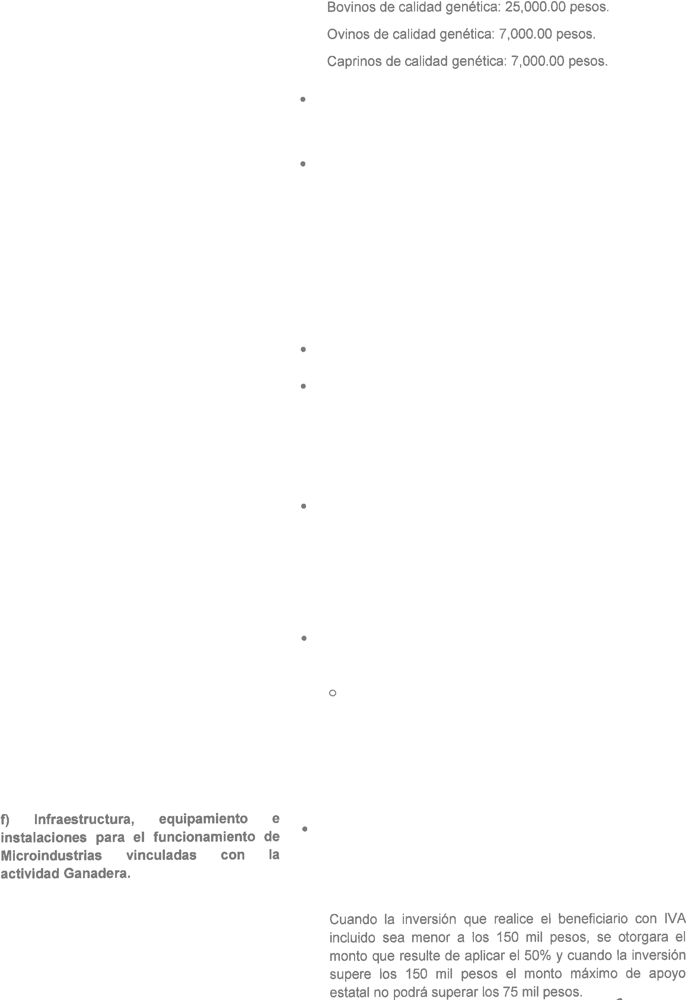 Bovinos de calidad genética: 25,000.00 pesos.
Ovinos de calidad genética: 7,000.00 pesos.
Caprinos de calidad genética: 7,000.00 pesos.
•
•
•
•
•
•
○
f) Infraestructura, equipamiento e
instalaciones para el funcionamiento de
Microindustrias vinculadas con la
actividad Ganadera.
•
Cuando la inversión que realice el beneficiario con IVA
incluido sea menor a los 150 mil pesos, se otorgara el
monto que resulte de aplicar el 50% y cuando la inversión
supere los 150 mil pesos el monto máximo de apoyo
estatal no podrá superar los 75 mil pesos.